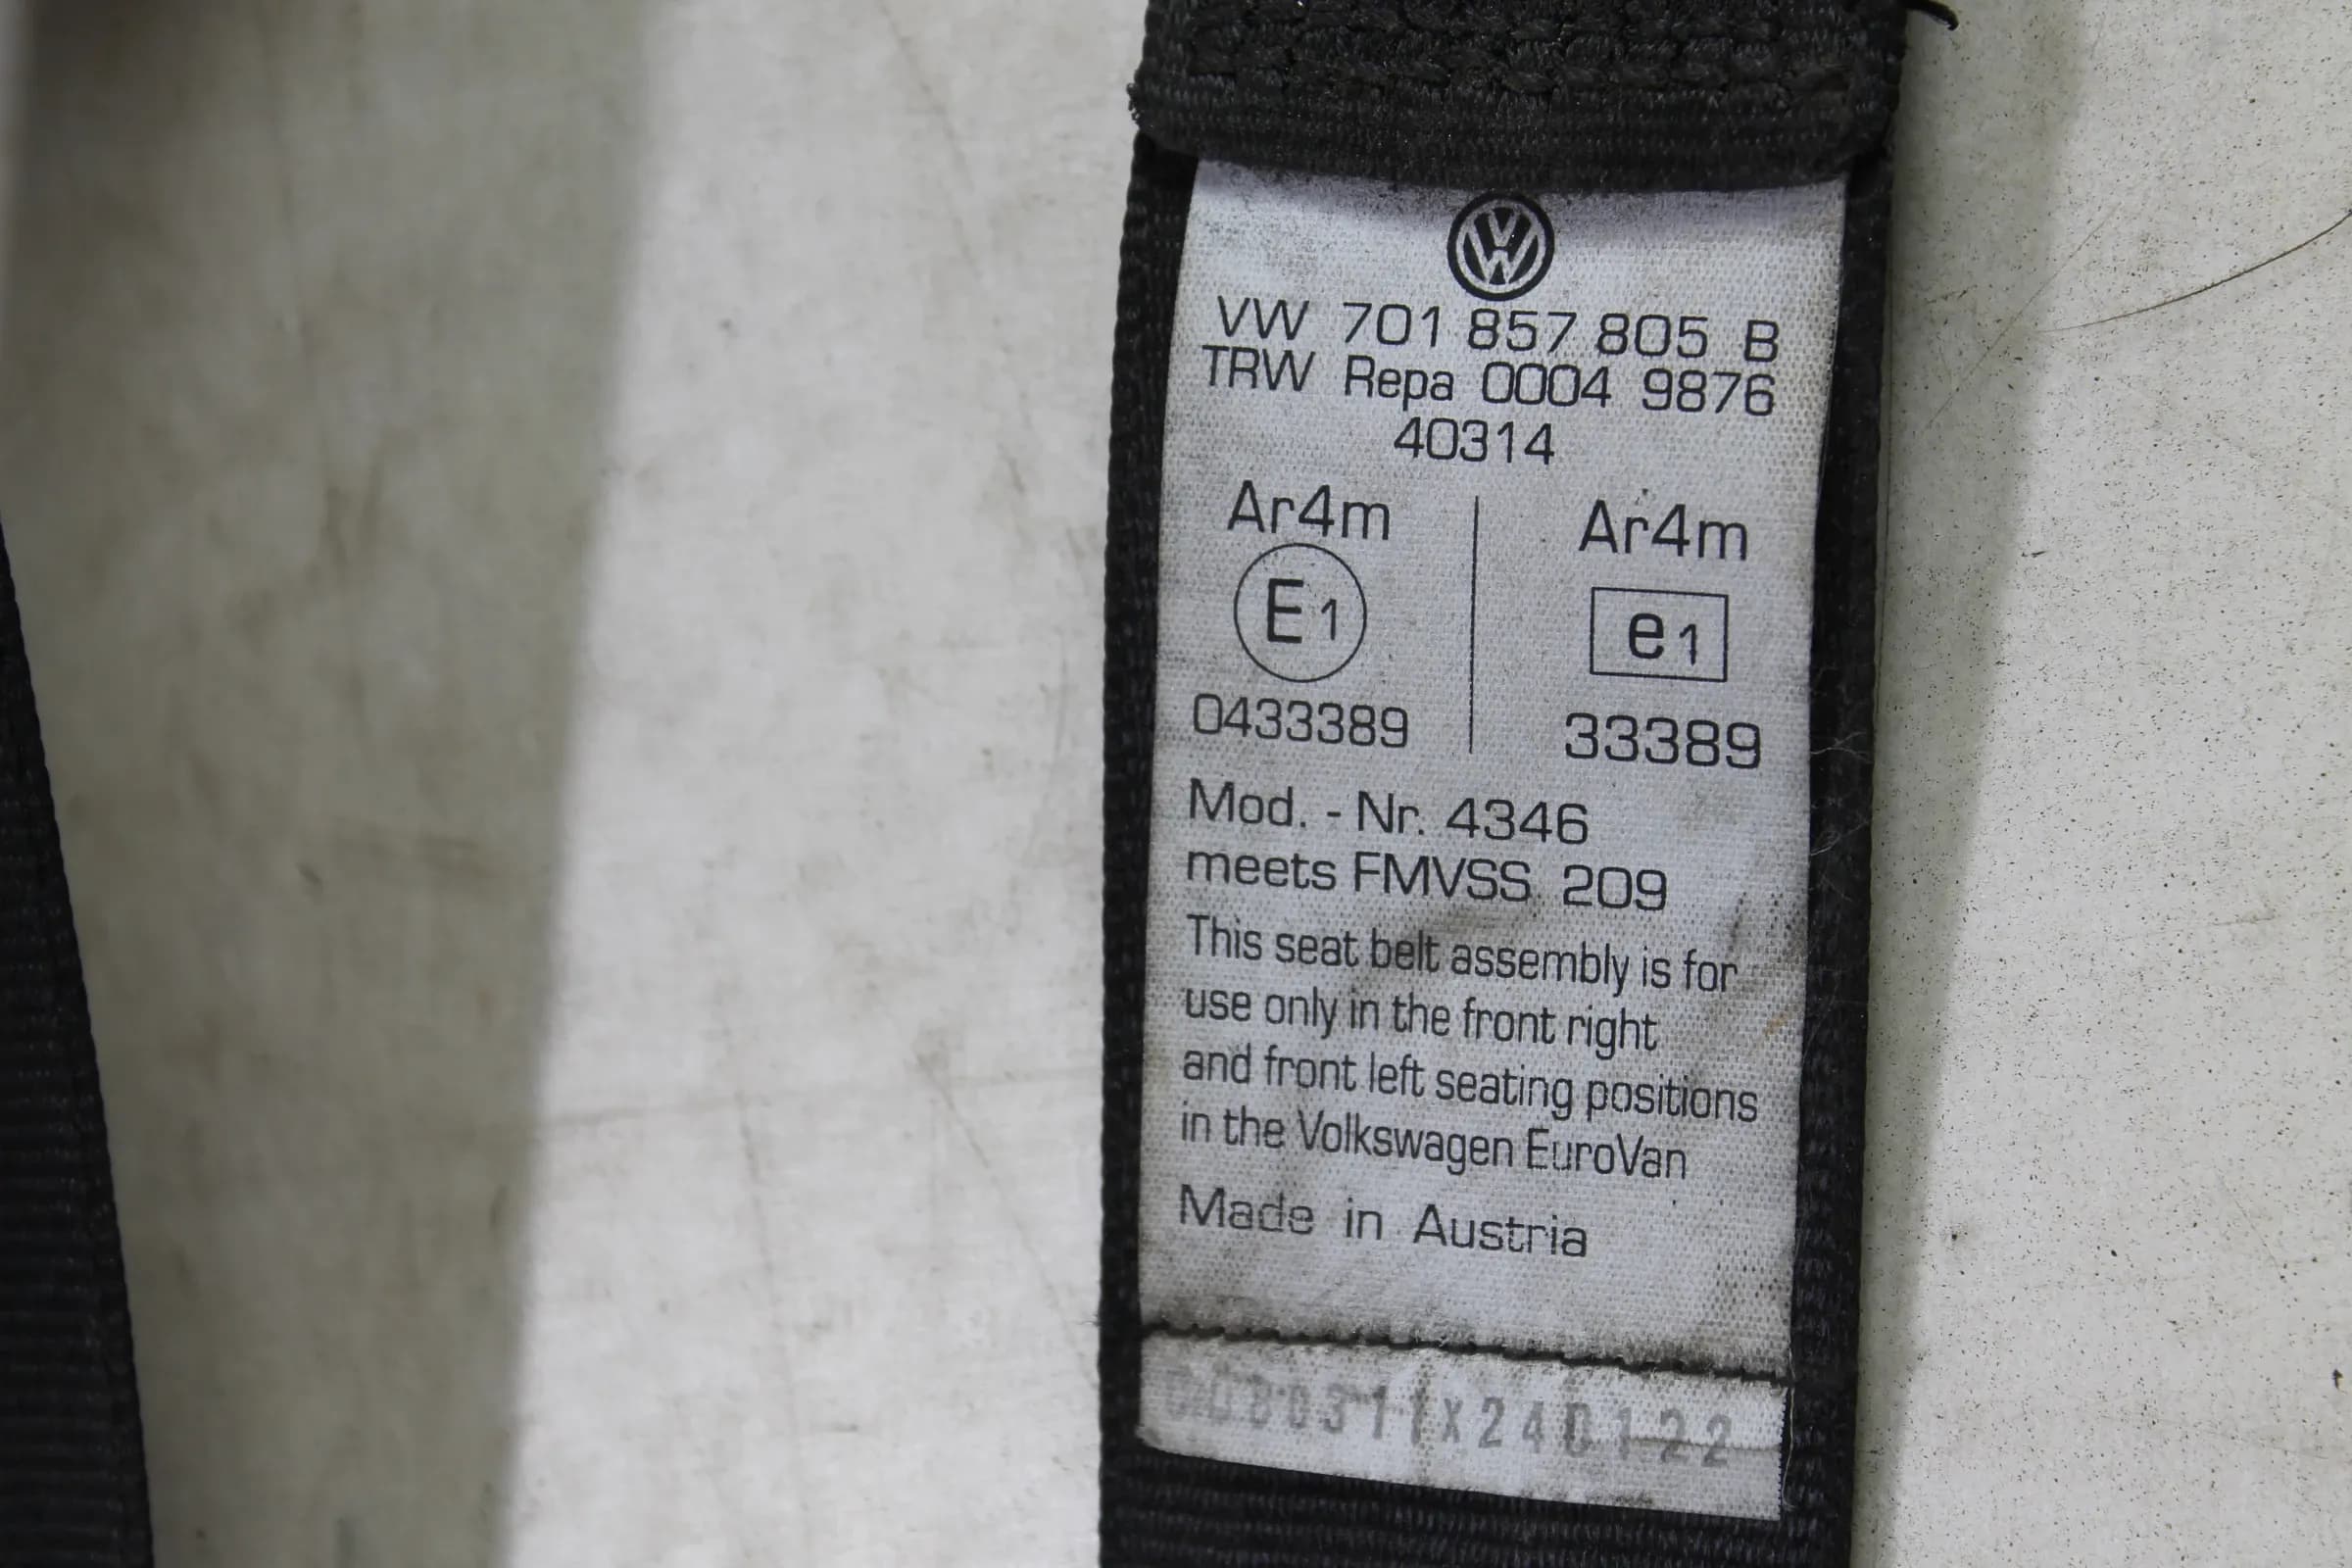 VW 701 857 805 B
TRW Repa 0004 9876
40314
Ar4m Ar4m
E1 e1
0433389 33389
Mod. - Nr. 4346
meets FMVSS 209
This seat belt assembly is for
use only in the front right
and front left seating positions
in the Volkswagen EuroVan
Made in Austria